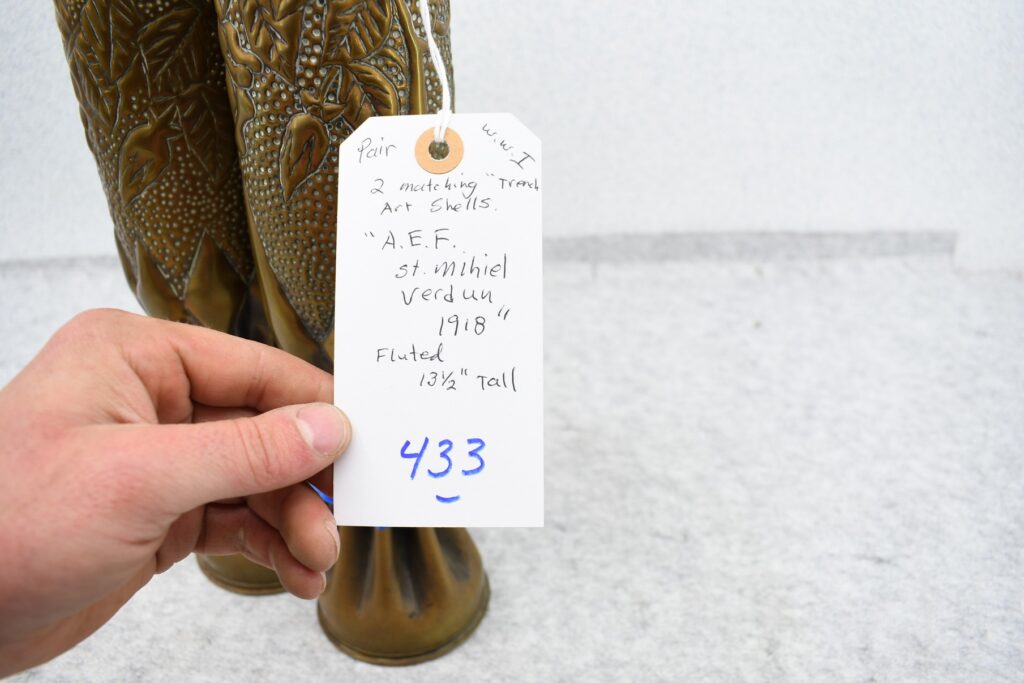 Pair
W.W.I
2 matching "Trench
Art Shells.
"A.E.F.
St. Mihiel
Verdun
1918"
Fluted
13½" Tall
433